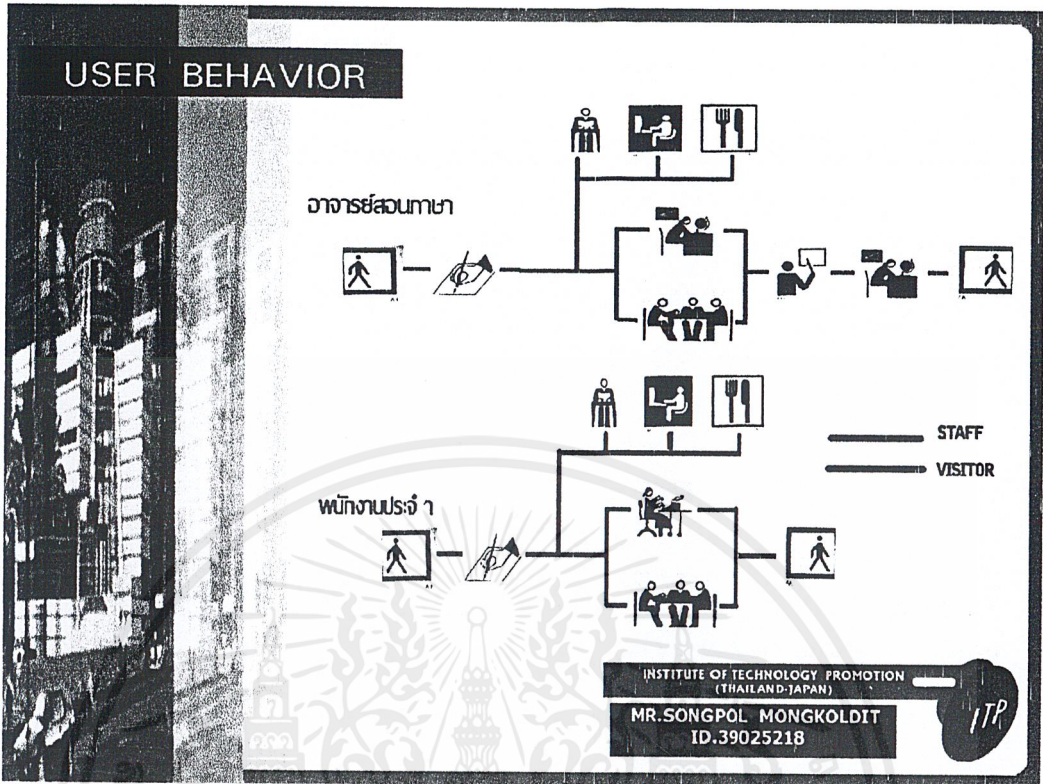 USER BEHAVIOR
อาจารย์สอนภาษา
STAFF
VISITOR
พนักงานประจำ
INSTITUTE OF TECHNOLOGY PROMOTION
(THAILAND-JAPAN)
MR.SONGPOL MONGKOLDIT
ID.39025218
ITP